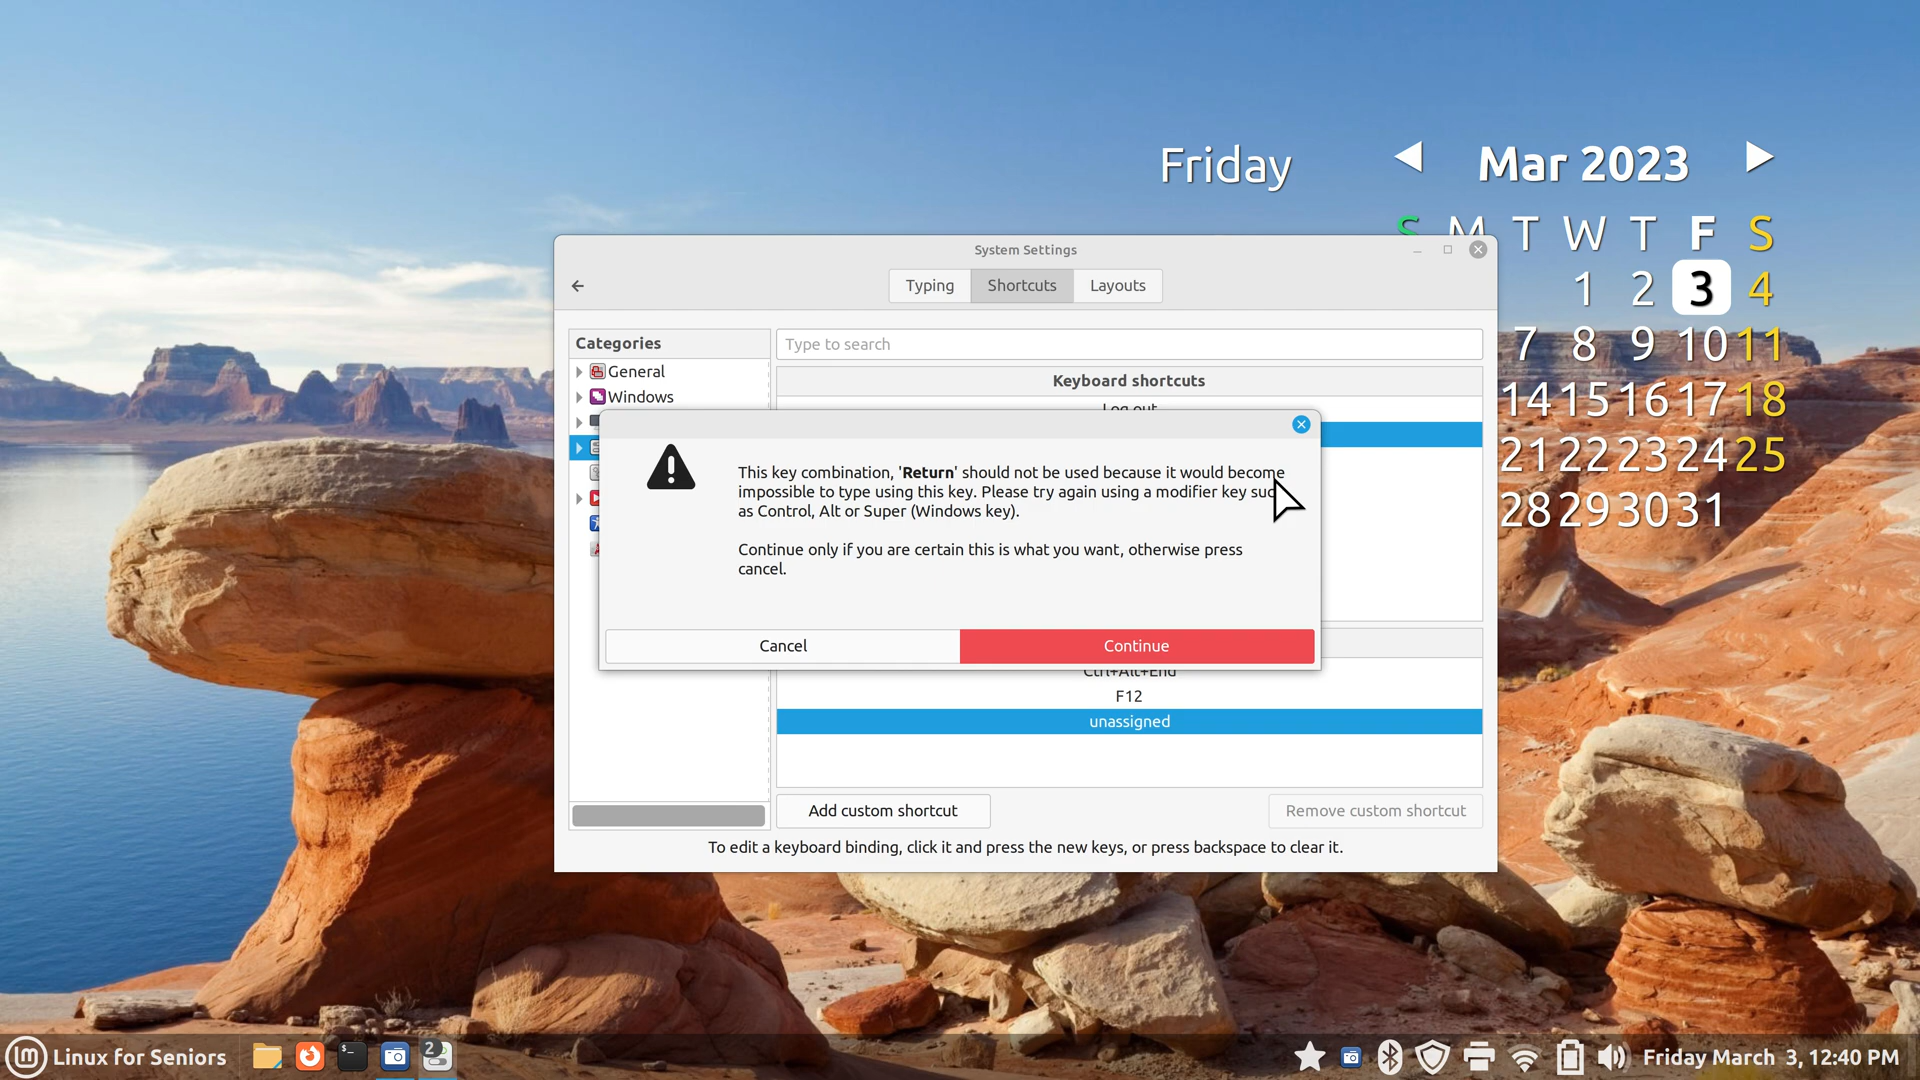 Friday
Mar 2023
S M T W T F S
1 2 3 4
7 8 9 10 11
14 15 16 17 18
21 22 23 24 25
28 29 30 31
System Settings
Typing
Shortcuts
Layouts
Categories
General
Windows
Type to search
Keyboard shortcuts
Log out
This key combination, 'Return' should not be used because it would become
impossible to type using this key. Please try again using a modifier key
as Control, Alt or Super (Windows key).
Continue only if you are certain this is what you want, otherwise press
cancel.
Cancel
Continue
Ctrl+Alt+End
F12
unassigned
Add custom shortcut
Remove custom shortcut
To edit a keyboard binding, click it and press the new keys, or press backspace to clear it.
Linux for Seniors
2
Friday March 3, 12:40 PM